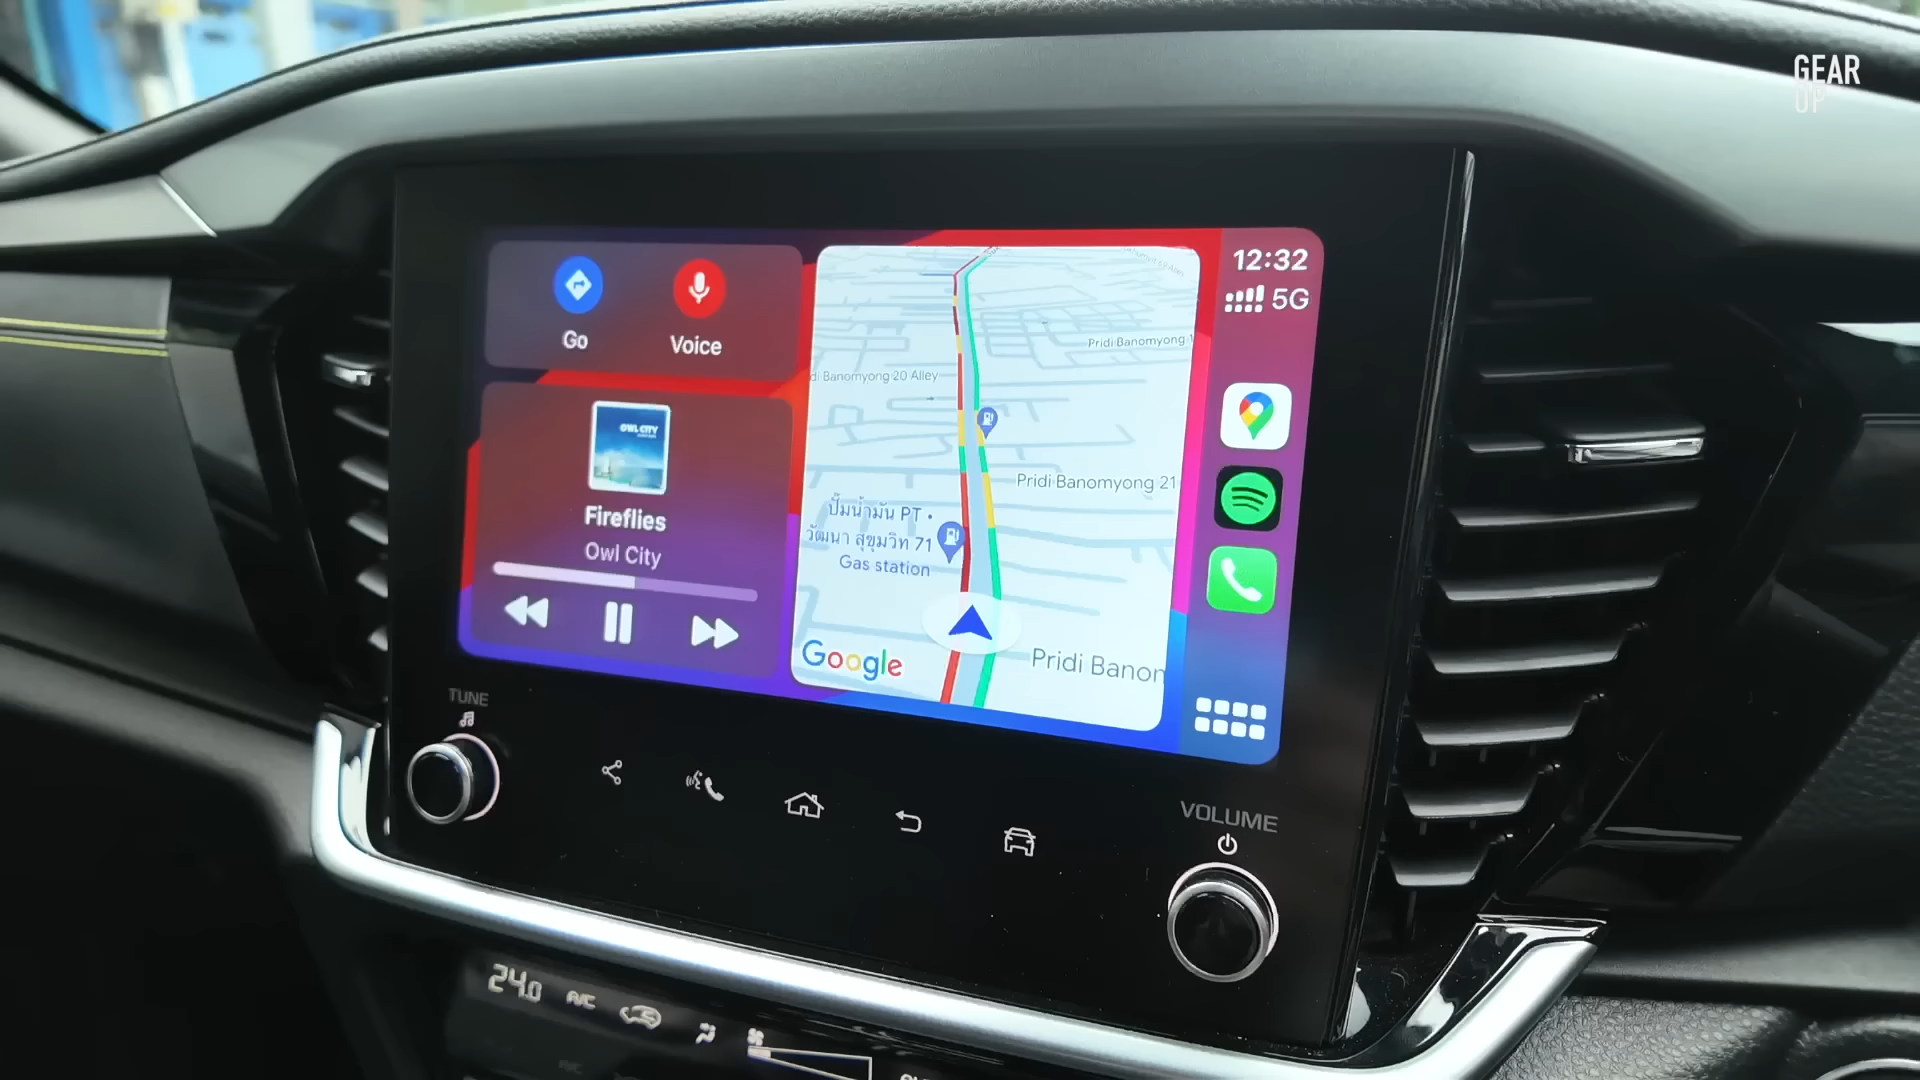 GEAR
UP
12:32
5G
Go
Voice
OWL CITY
Fireflies
Owl City
Pridi Banomyong 1
di Banomyong 20 Alley
Pridi Banomyong 21
ปั๊มน้ำมัน PT •
วัฒนา สุขุมวิท 71
Gas station
Google
Pridi Banon
TUNE
VOLUME
24.0
A/C